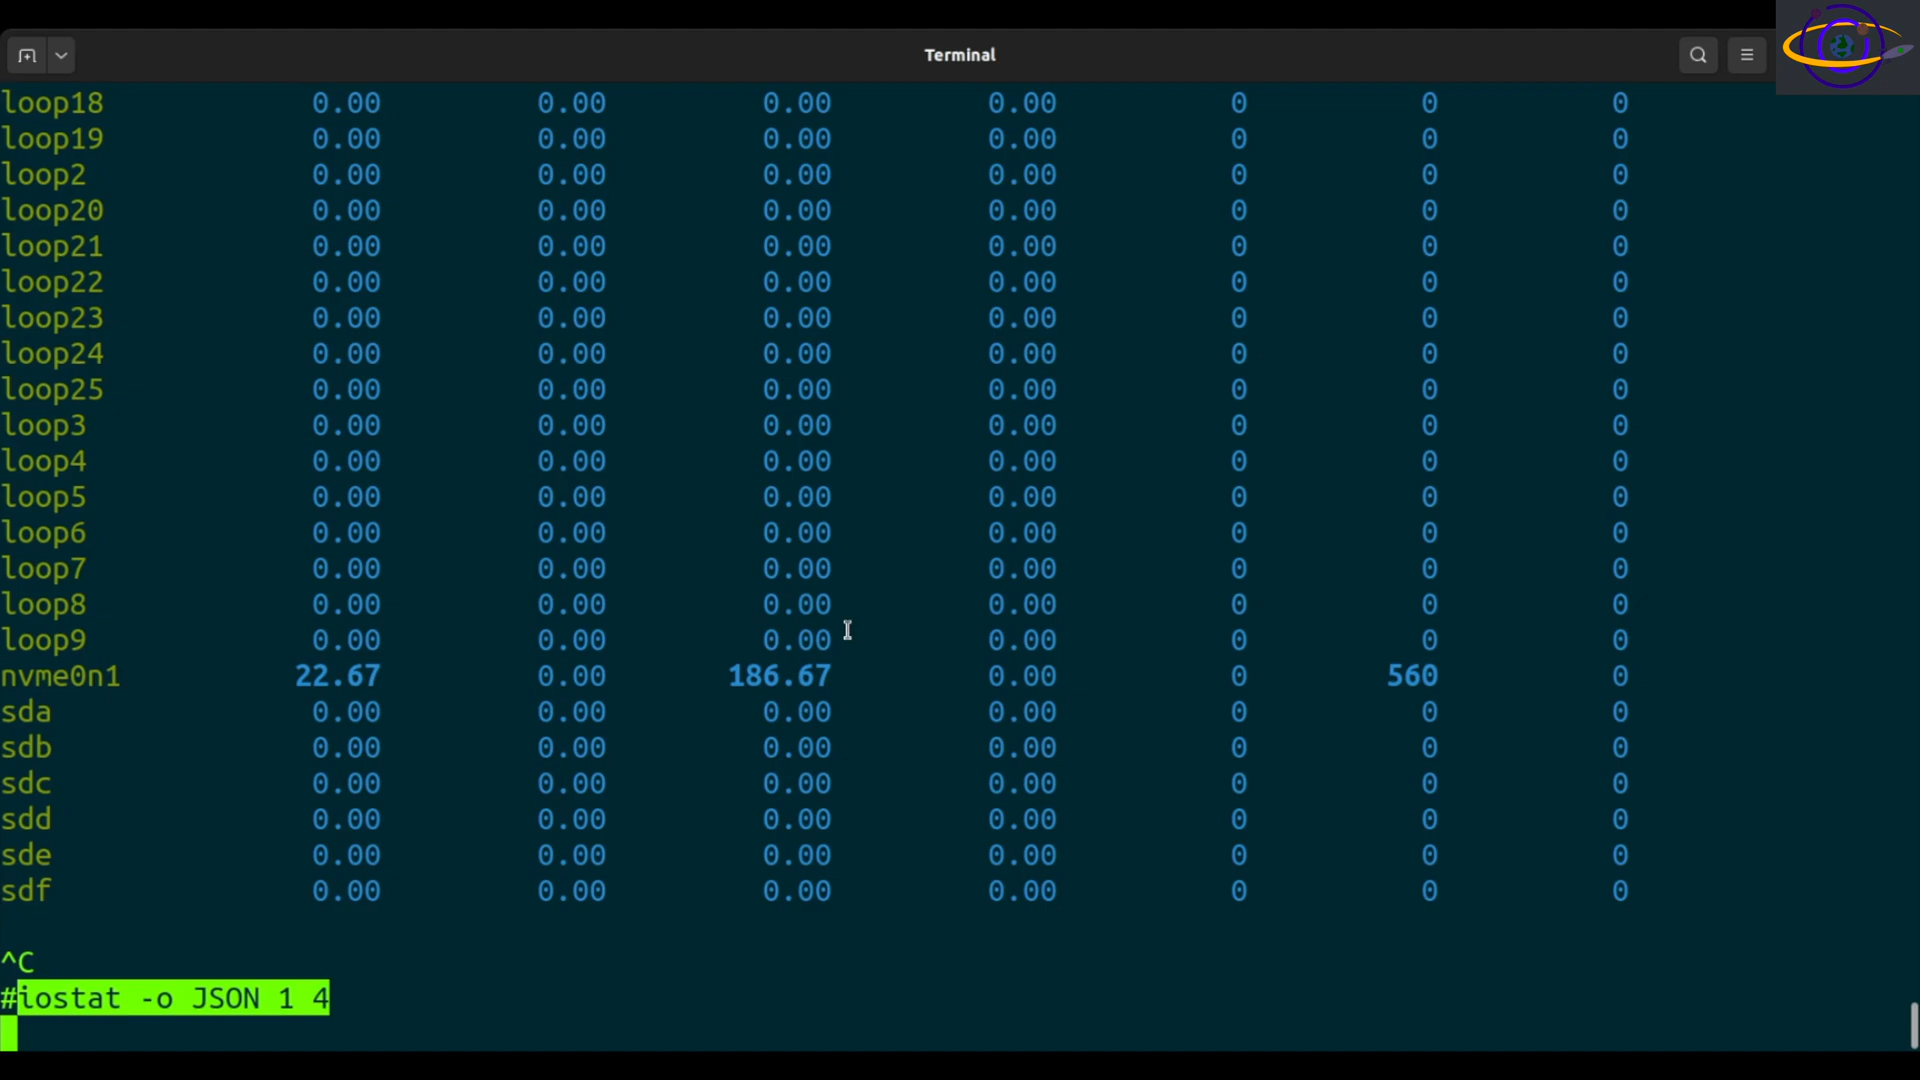 Terminal
loop18 0.00 0.00 0.00 0.00 0 0 0
loop19 0.00 0.00 0.00 0.00 0 0 0
loop2 0.00 0.00 0.00 0.00 0 0 0
loop20 0.00 0.00 0.00 0.00 0 0 0
loop21 0.00 0.00 0.00 0.00 0 0 0
loop22 0.00 0.00 0.00 0.00 0 0 0
loop23 0.00 0.00 0.00 0.00 0 0 0
loop24 0.00 0.00 0.00 0.00 0 0 0
loop25 0.00 0.00 0.00 0.00 0 0 0
loop3 0.00 0.00 0.00 0.00 0 0 0
loop4 0.00 0.00 0.00 0.00 0 0 0
loop5 0.00 0.00 0.00 0.00 0 0 0
loop6 0.00 0.00 0.00 0.00 0 0 0
loop7 0.00 0.00 0.00 0.00 0 0 0
loop8 0.00 0.00 0.00 0.00 0 0 0
loop9 0.00 0.00 0.00 0.00 0 0 0
nvme0n1 22.67 0.00 186.67 0.00 0 560 0
sda 0.00 0.00 0.00 0.00 0 0 0
sdb 0.00 0.00 0.00 0.00 0 0 0
sdc 0.00 0.00 0.00 0.00 0 0 0
sdd 0.00 0.00 0.00 0.00 0 0 0
sde 0.00 0.00 0.00 0.00 0 0 0
sdf 0.00 0.00 0.00 0.00 0 0 0
^C
#iostat -o JSON 1 4